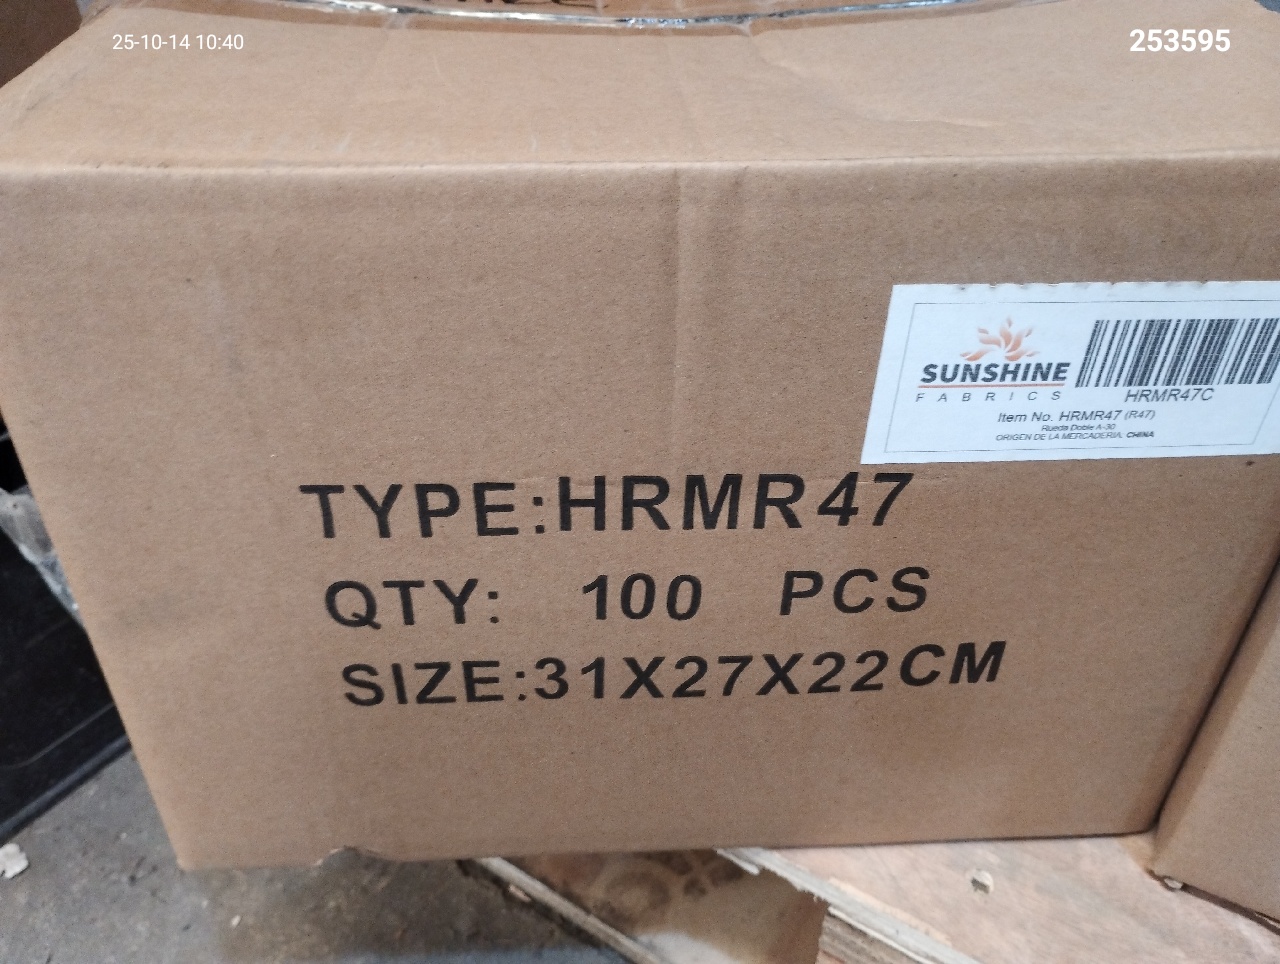 25-10-14 10:40
253595
SUNSHINE
FABRICS
HRMR47C
Item No. HRMR47 (R47)
Rueda Doble A-30
ORIGEN DE LA MERCADERIA: CHINA
TYPE:HRMR47
QTY: 100 PCS
SIZE:31X27X22CM